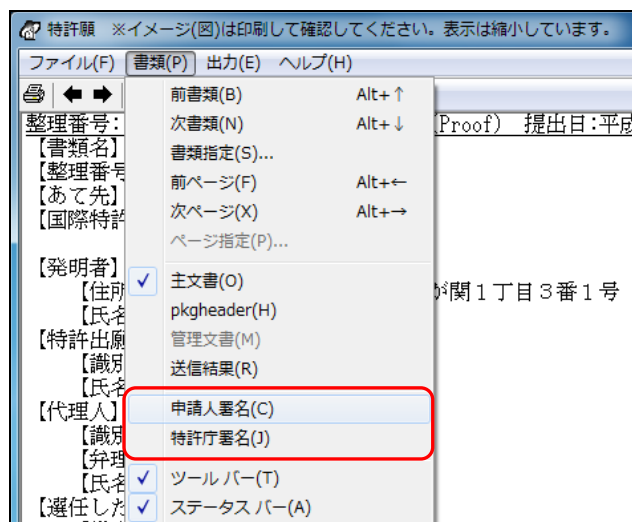 特許願 ※イメージ(図)は印刷して確認してください。表示は縮小しています。
ファイル(F) 書類(P) 出力(E) ヘルプ(H)
整理番号: (Proof) 提出日:平成
【書類名】
【整理番号
【あて先】
【国際特許
【発明者】
【住所
が関1丁目3番1号
【氏名
【特許出願
【識別
【氏名
【代理人】
【識別
【弁理
【氏名
【選任した
前書類(B) Alt+↑
次書類(N) Alt+↓
書類指定(S)...
前ページ(F) Alt+←
次ページ(X) Alt+→
ページ指定(P)...
✓ 主文書(O)
pkgheader(H)
管理文書(M)
送信結果(R)
申請人署名(C)
特許庁署名(J)
✓ ツール バー(T)
✓ ステータス バー(A)